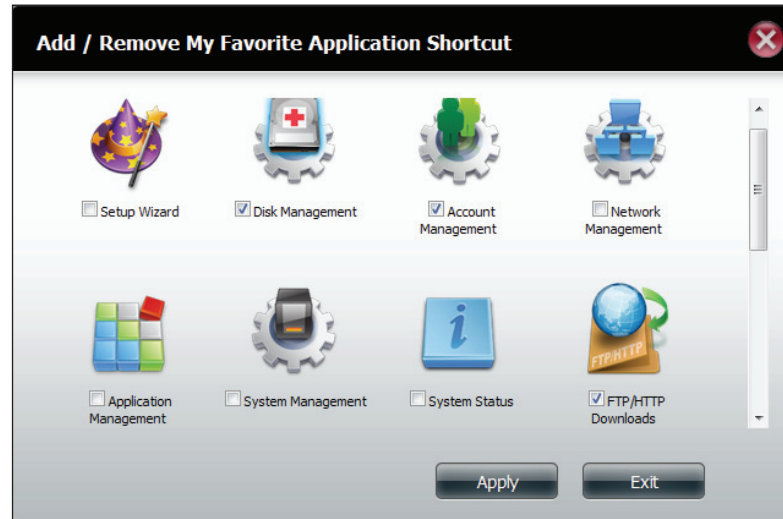 Add / Remove My Favorite Application Shortcut
Setup Wizard
Disk Management
Account
Management
Network
Management
FTP/HTTP
Application
Management
System Management
System Status
FTP/HTTP
Downloads
Apply
Exit